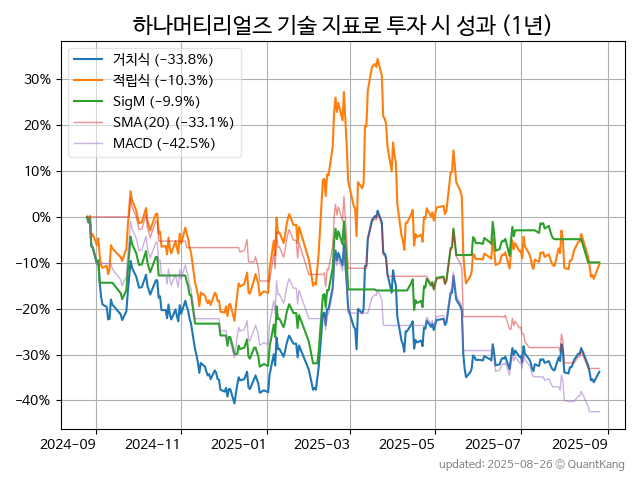 하나머티리얼즈 기술 지표로 투자 시 성과 (1년)
거치식 (−33.8%)
적립식 (−10.3%)
SigM (−9.9%)
SMA(20) (−33.1%)
MACD (−42.5%)
30%
20%
10%
0%
−10%
−20%
−30%
−40%
2024-09 2024-11 2025-01 2025-03 2025-05 2025-07 2025-09
updated: 2025-08-26 ⓒ QuantKang